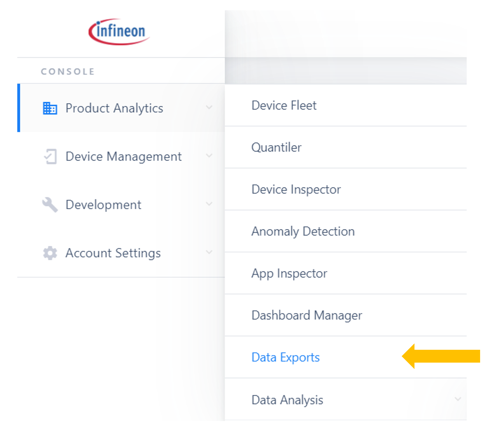 infineon
CONSOLE
Product Analytics
Device Management
Development
Account Settings
Device Fleet
Quantiler
Device Inspector
Anomaly Detection
App Inspector
Dashboard Manager
Data Exports
Data Analysis